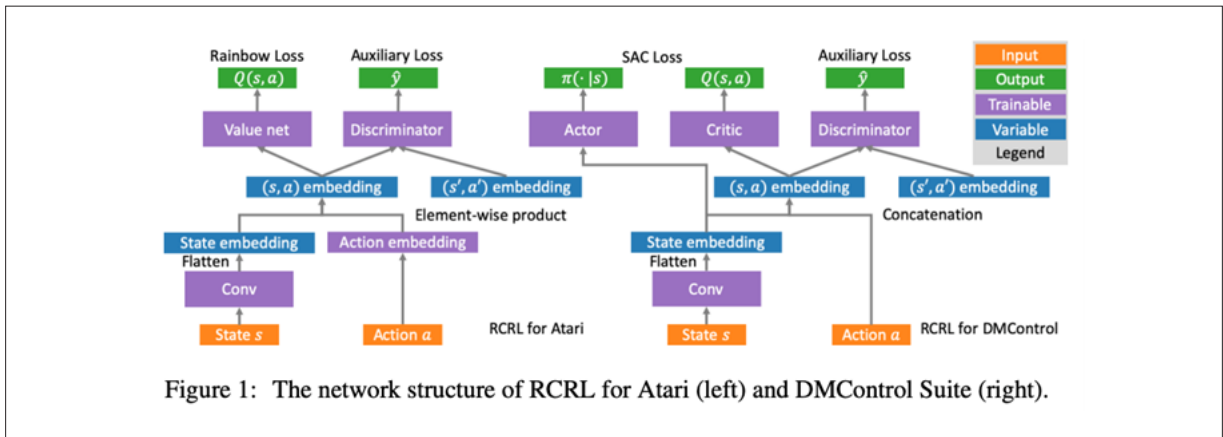 Rainbow Loss
Auxiliary Loss
SAC Loss
Auxiliary Loss
Q(s, a)
ŷ
π(· |s)
Q(s, a)
ŷ
Value net
Discriminator
Actor
Critic
Discriminator
(s, a) embedding
(s′, a′) embedding
(s, a) embedding
(s′, a′) embedding
Element-wise product
Concatenation
State embedding
Action embedding
State embedding
Flatten
Flatten
Conv
Conv
State s
Action a
RCRL for Atari
State s
Action a
RCRL for DMControl
Input
Output
Trainable
Variable
Legend
Figure 1: The network structure of RCRL for Atari (left) and DMControl Suite (right).